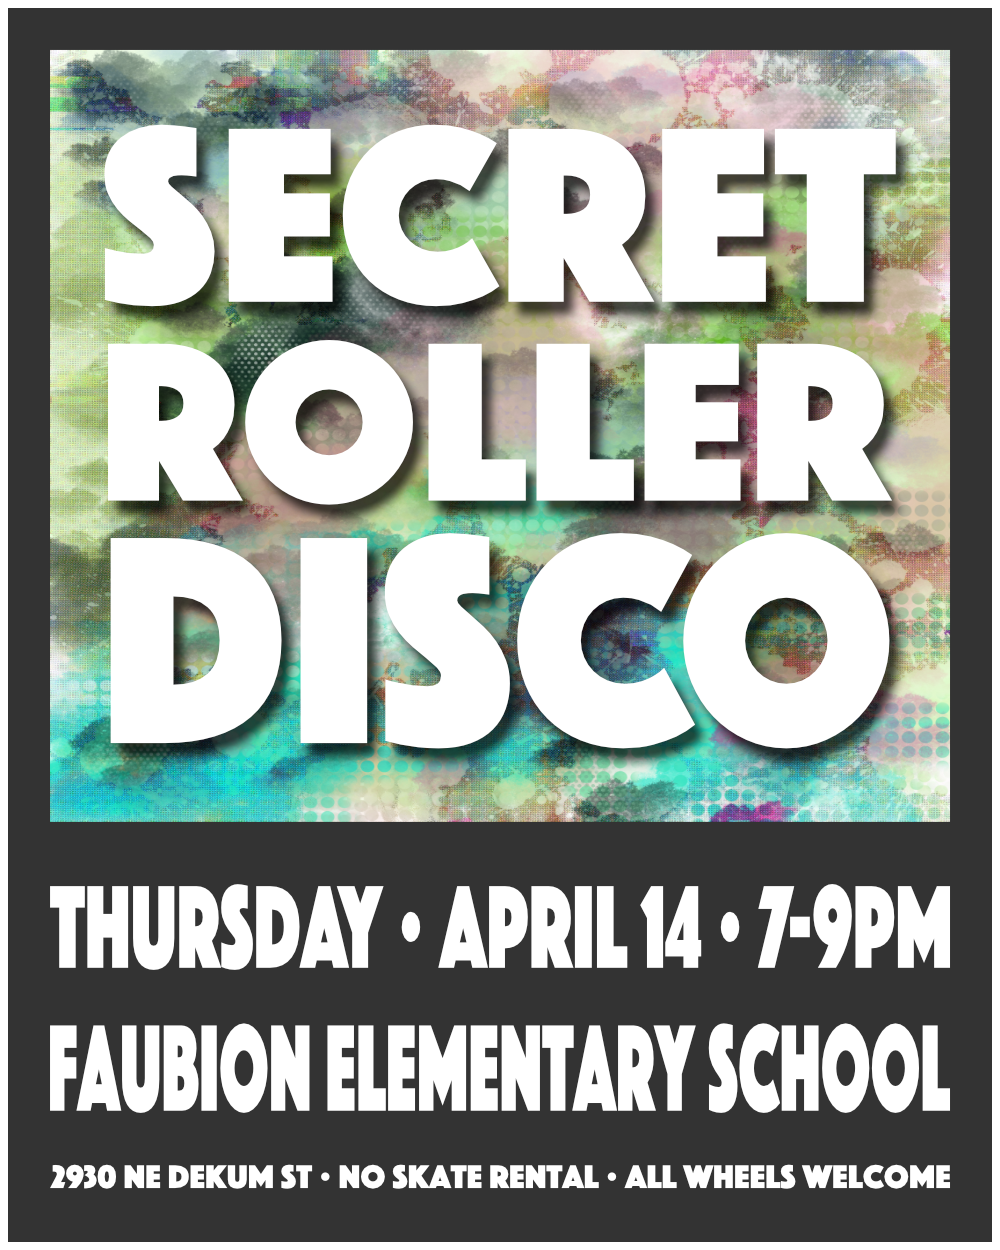 SECRET
ROLLER
DISCO
THURSDAY • APRIL 14 • 7-9PM
FAUBION ELEMENTARY SCHOOL
2930 NE DEKUM ST • NO SKATE RENTAL • ALL WHEELS WELCOME